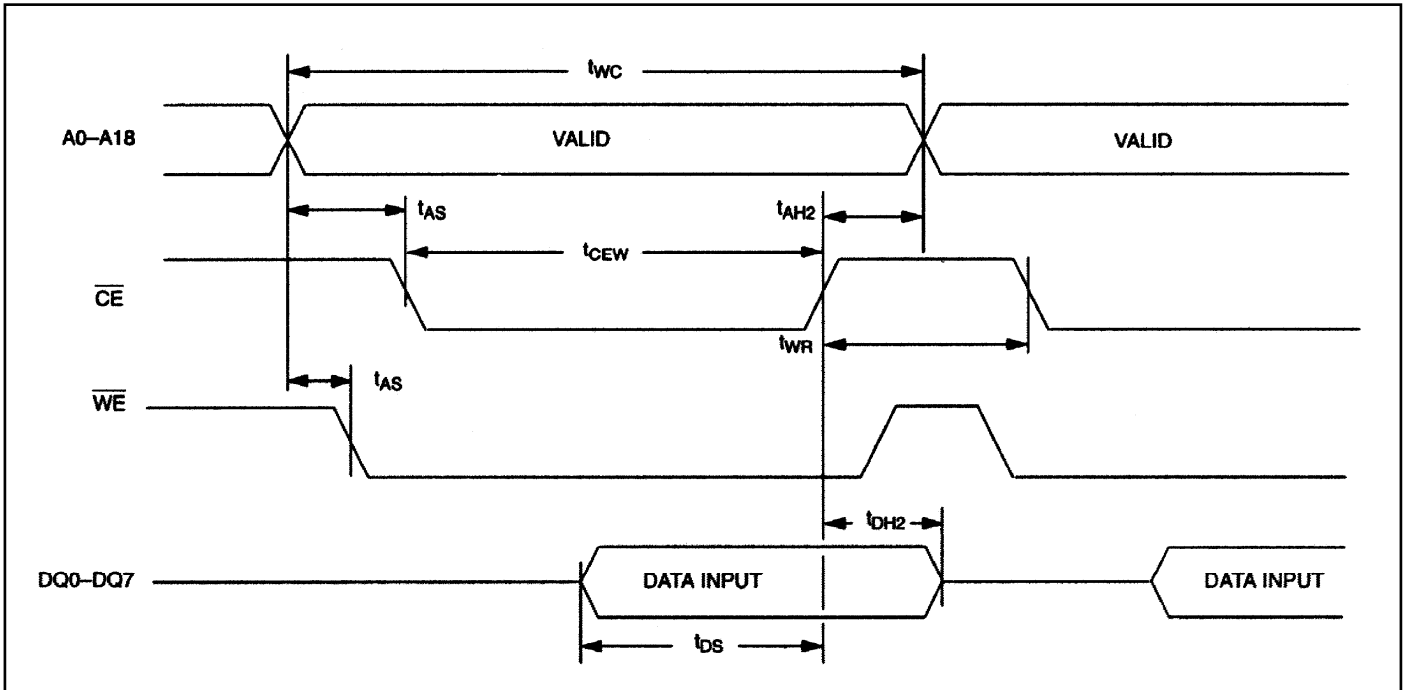 tWC
A0–A18 VALID VALID
tAS tAH2
tCEW
CE
tWR
tAS
WE
tDH2
DQ0–DQ7 DATA INPUT DATA INPUT
tDS